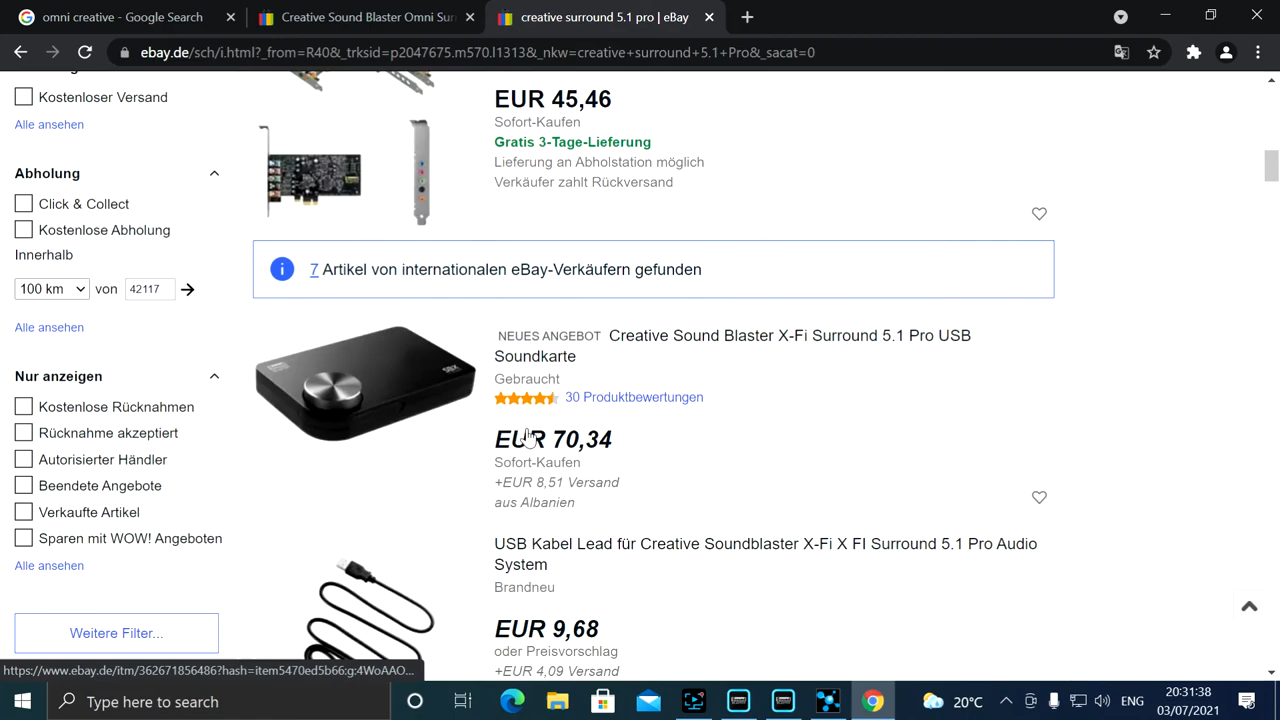 omni creative - Google Search
Creative Sound Blaster Omni Sur
creative surround 5.1 pro | eBay
ebay.de/sch/i.html?_from=R40&_trksid=p2047675.m570.l1313&_nkw=creative+surround+5.1+Pro&_sacat=0
Kostenloser Versand
Alle ansehen
Abholung
Click & Collect
Kostenlose Abholung
Innerhalb
100 km von 42117
Alle ansehen
Nur anzeigen
Kostenlose Rücknahmen
Rücknahme akzeptiert
Autorisierter Händler
Beendete Angebote
Verkaufte Artikel
Sparen mit WOW! Angeboten
Alle ansehen
Weitere Filter...
EUR 45,46
Sofort-Kaufen
Gratis 3-Tage-Lieferung
Lieferung an Abholstation möglich
Verkäufer zahlt Rückversand
7 Artikel von internationalen eBay-Verkäufern gefunden
NEUES ANGEBOT Creative Sound Blaster X-Fi Surround 5.1 Pro USB
Soundkarte
Gebraucht
30 Produktbewertungen
EUR 70,34
Sofort-Kaufen
+EUR 8,51 Versand
aus Albanien
USB Kabel Lead für Creative Soundblaster X-Fi X FI Surround 5.1 Pro Audio
System
Brandneu
EUR 9,68
oder Preisvorschlag
+EUR 4,09 Versand
https://www.ebay.de/itm/362671856486?hash=item5470ed5b66:g:4WoAAO...
Type here to search
20°C
ENG
20:31:38
03/07/2021